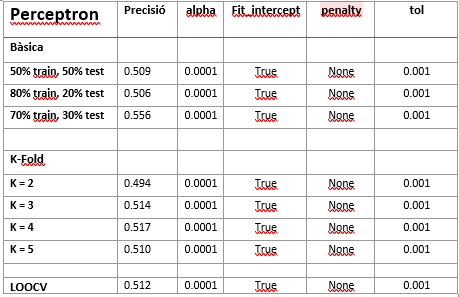 Perceptron Precisió alpha Fit_intercept penalty tol
Bàsica
50% train, 50% test 0.509 0.0001 True None 0.001
80% train, 20% test 0.506 0.0001 True None 0.001
70% train, 30% test 0.556 0.0001 True None 0.001
K-Fold
K = 2 0.494 0.0001 True None 0.001
K = 3 0.514 0.0001 True None 0.001
K = 4 0.517 0.0001 True None 0.001
K = 5 0.510 0.0001 True None 0.001
LOOCV 0.512 0.0001 True None 0.001